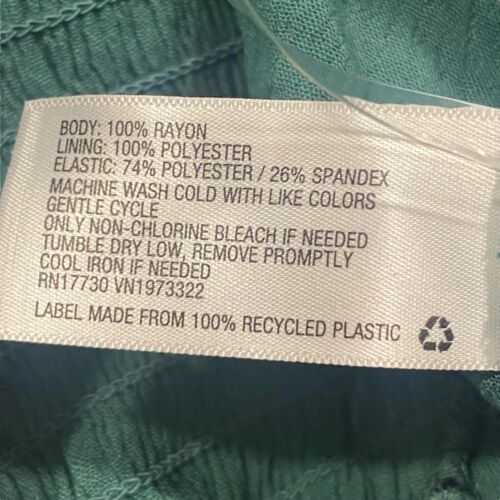 BODY: 100% RAYON
LINING: 100% POLYESTER
ELASTIC: 74% POLYESTER / 26% SPANDEX
MACHINE WASH COLD WITH LIKE COLORS
GENTLE CYCLE
ONLY NON-CHLORINE BLEACH IF NEEDED
TUMBLE DRY LOW, REMOVE PROMPTLY
COOL IRON IF NEEDED
RN17730 VN1973322
LABEL MADE FROM 100% RECYCLED PLASTIC